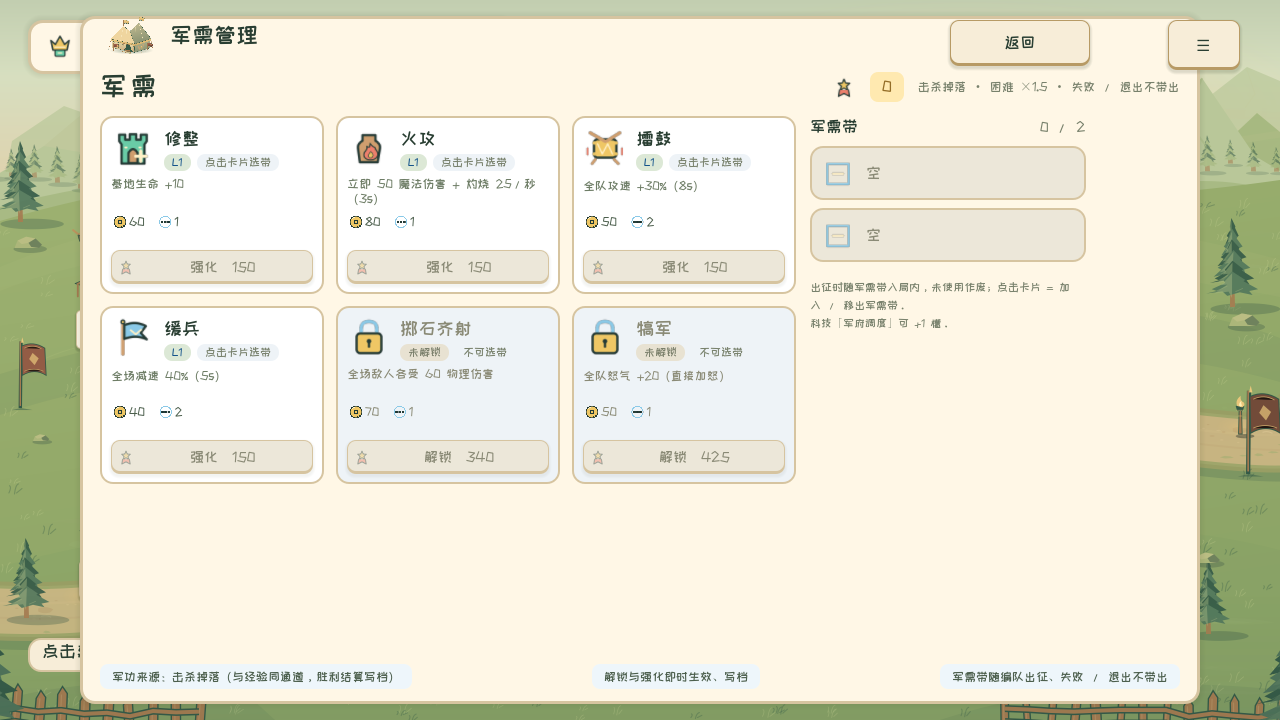 军需管理
返回
☰
军需
0
击杀掉落 • 困难 ×1.5 • 失败 / 退出不带出
修整
L1 点击卡片选带
基地生命 +10
60 1
强化 150
火攻
L1 点击卡片选带
立即 50 魔法伤害 + 灼烧 25 / 秒
(3s)
80 1
强化 150
擂鼓
L1 点击卡片选带
全队攻速 +30% (8s)
50 2
强化 150
军需带 0 / 2
空
空
出征时随军需带入局内，未使用作废；点击卡片 = 加
入 / 移出军需带。
科技「军府调度」可 +1 槽。
缓兵
L1 点击卡片选带
全场减速 40% (5s)
40 2
强化 150
掷石齐射
未解锁 不可选带
全场敌人各受 60 物理伤害
70 1
解锁 340
犒军
未解锁 不可选带
全队怒气 +20 (直接加怒)
50 1
解锁 425
点击
军功来源：击杀掉落 (与经验同通道，胜利结算写档)
解锁与强化即时生效、写档
军需带随编队出征、失败 / 退出不带出